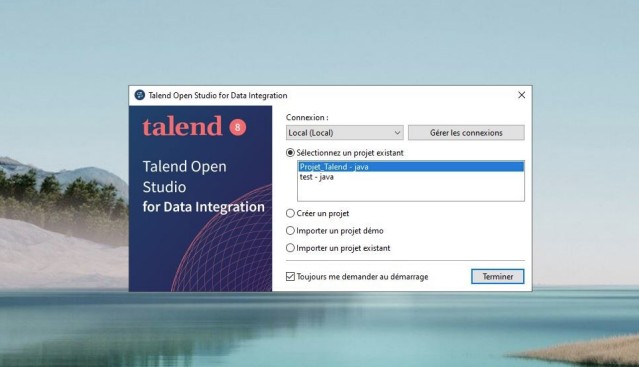 Talend Open Studio for Data Integration
talend 8
Talend Open
Studio
for Data Integration
Connexion :
Local (Local)
Gérer les connexions
Sélectionnez un projet existant
Projet_Talend - java
test - java
Créer un projet
Importer un projet démo
Importer un projet existant
Toujours me demander au démarrage
Terminer